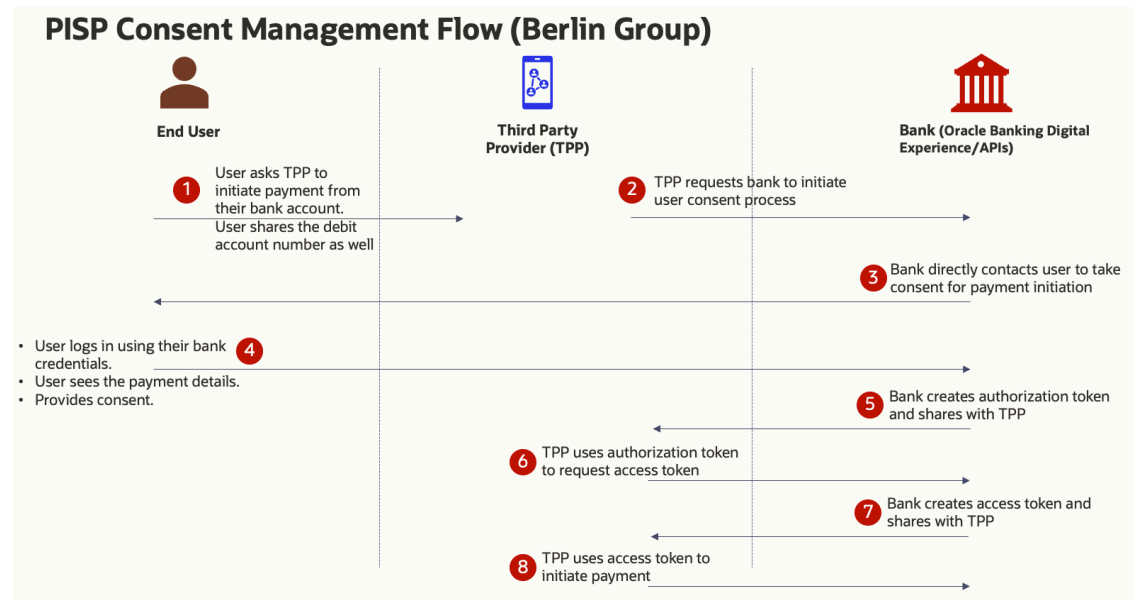 PISP Consent Management Flow (Berlin Group)
End User
Third Party
Provider (TPP)
Bank (Oracle Banking Digital
Experience/APIs)
1
User asks TPP to
initiate payment from
their bank account.
User shares the debit
account number as well
2
TPP requests bank to initiate
user consent process
3
Bank directly contacts user to take
consent for payment initiation
4
• User logs in using their bank
credentials.
• User sees the payment details.
• Provides consent.
5
Bank creates authorization token
and shares with TPP
6
TPP uses authorization token
to request access token
7
Bank creates access token and
shares with TPP
8
TPP uses access token to
initiate payment